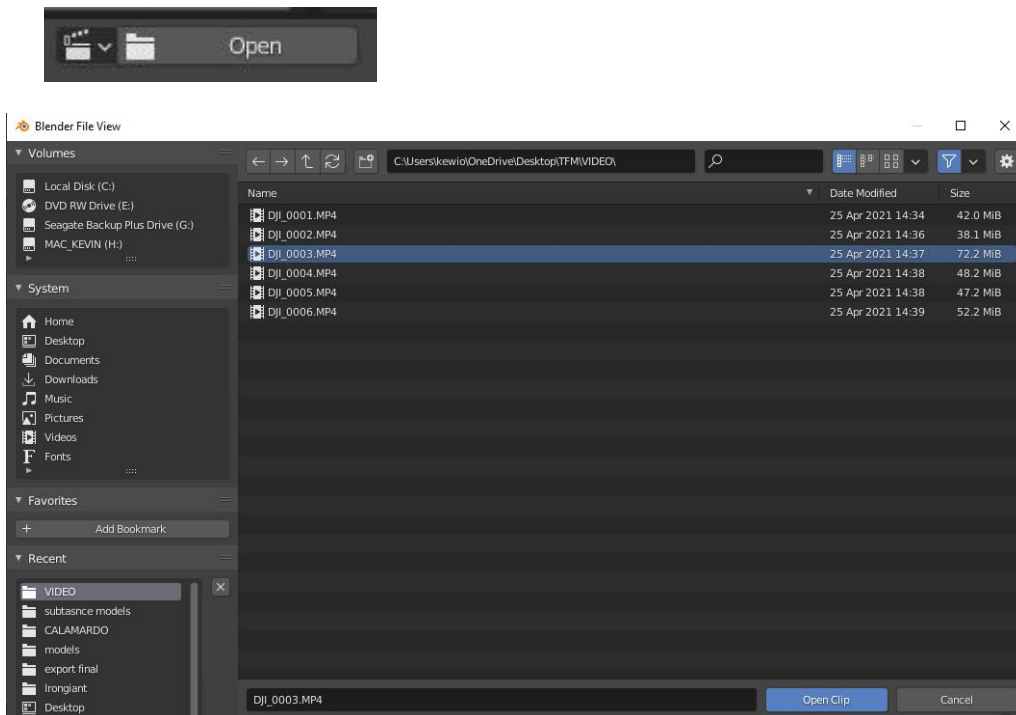 Open
Blender File View
Volumes
C:\Users\kewio\OneDrive\Desktop\TFM\VIDEO\
Local Disk (C:)
DVD RW Drive (E:)
Seagate Backup Plus Drive (G:)
MAC_KEVIN (H:)
System
Home
Desktop
Documents
Downloads
Music
Pictures
Videos
Fonts
Favorites
Add Bookmark
Recent
VIDEO
subtasnce models
CALAMARDO
models
export final
Irongiant
Desktop
Name Date Modified Size
DJI_0001.MP4 25 Apr 2021 14:34 42.0 MiB
DJI_0002.MP4 25 Apr 2021 14:36 38.1 MiB
DJI_0003.MP4 25 Apr 2021 14:37 72.2 MiB
DJI_0004.MP4 25 Apr 2021 14:38 48.2 MiB
DJI_0005.MP4 25 Apr 2021 14:38 47.2 MiB
DJI_0006.MP4 25 Apr 2021 14:39 52.2 MiB
DJI_0003.MP4 Open Clip Cancel